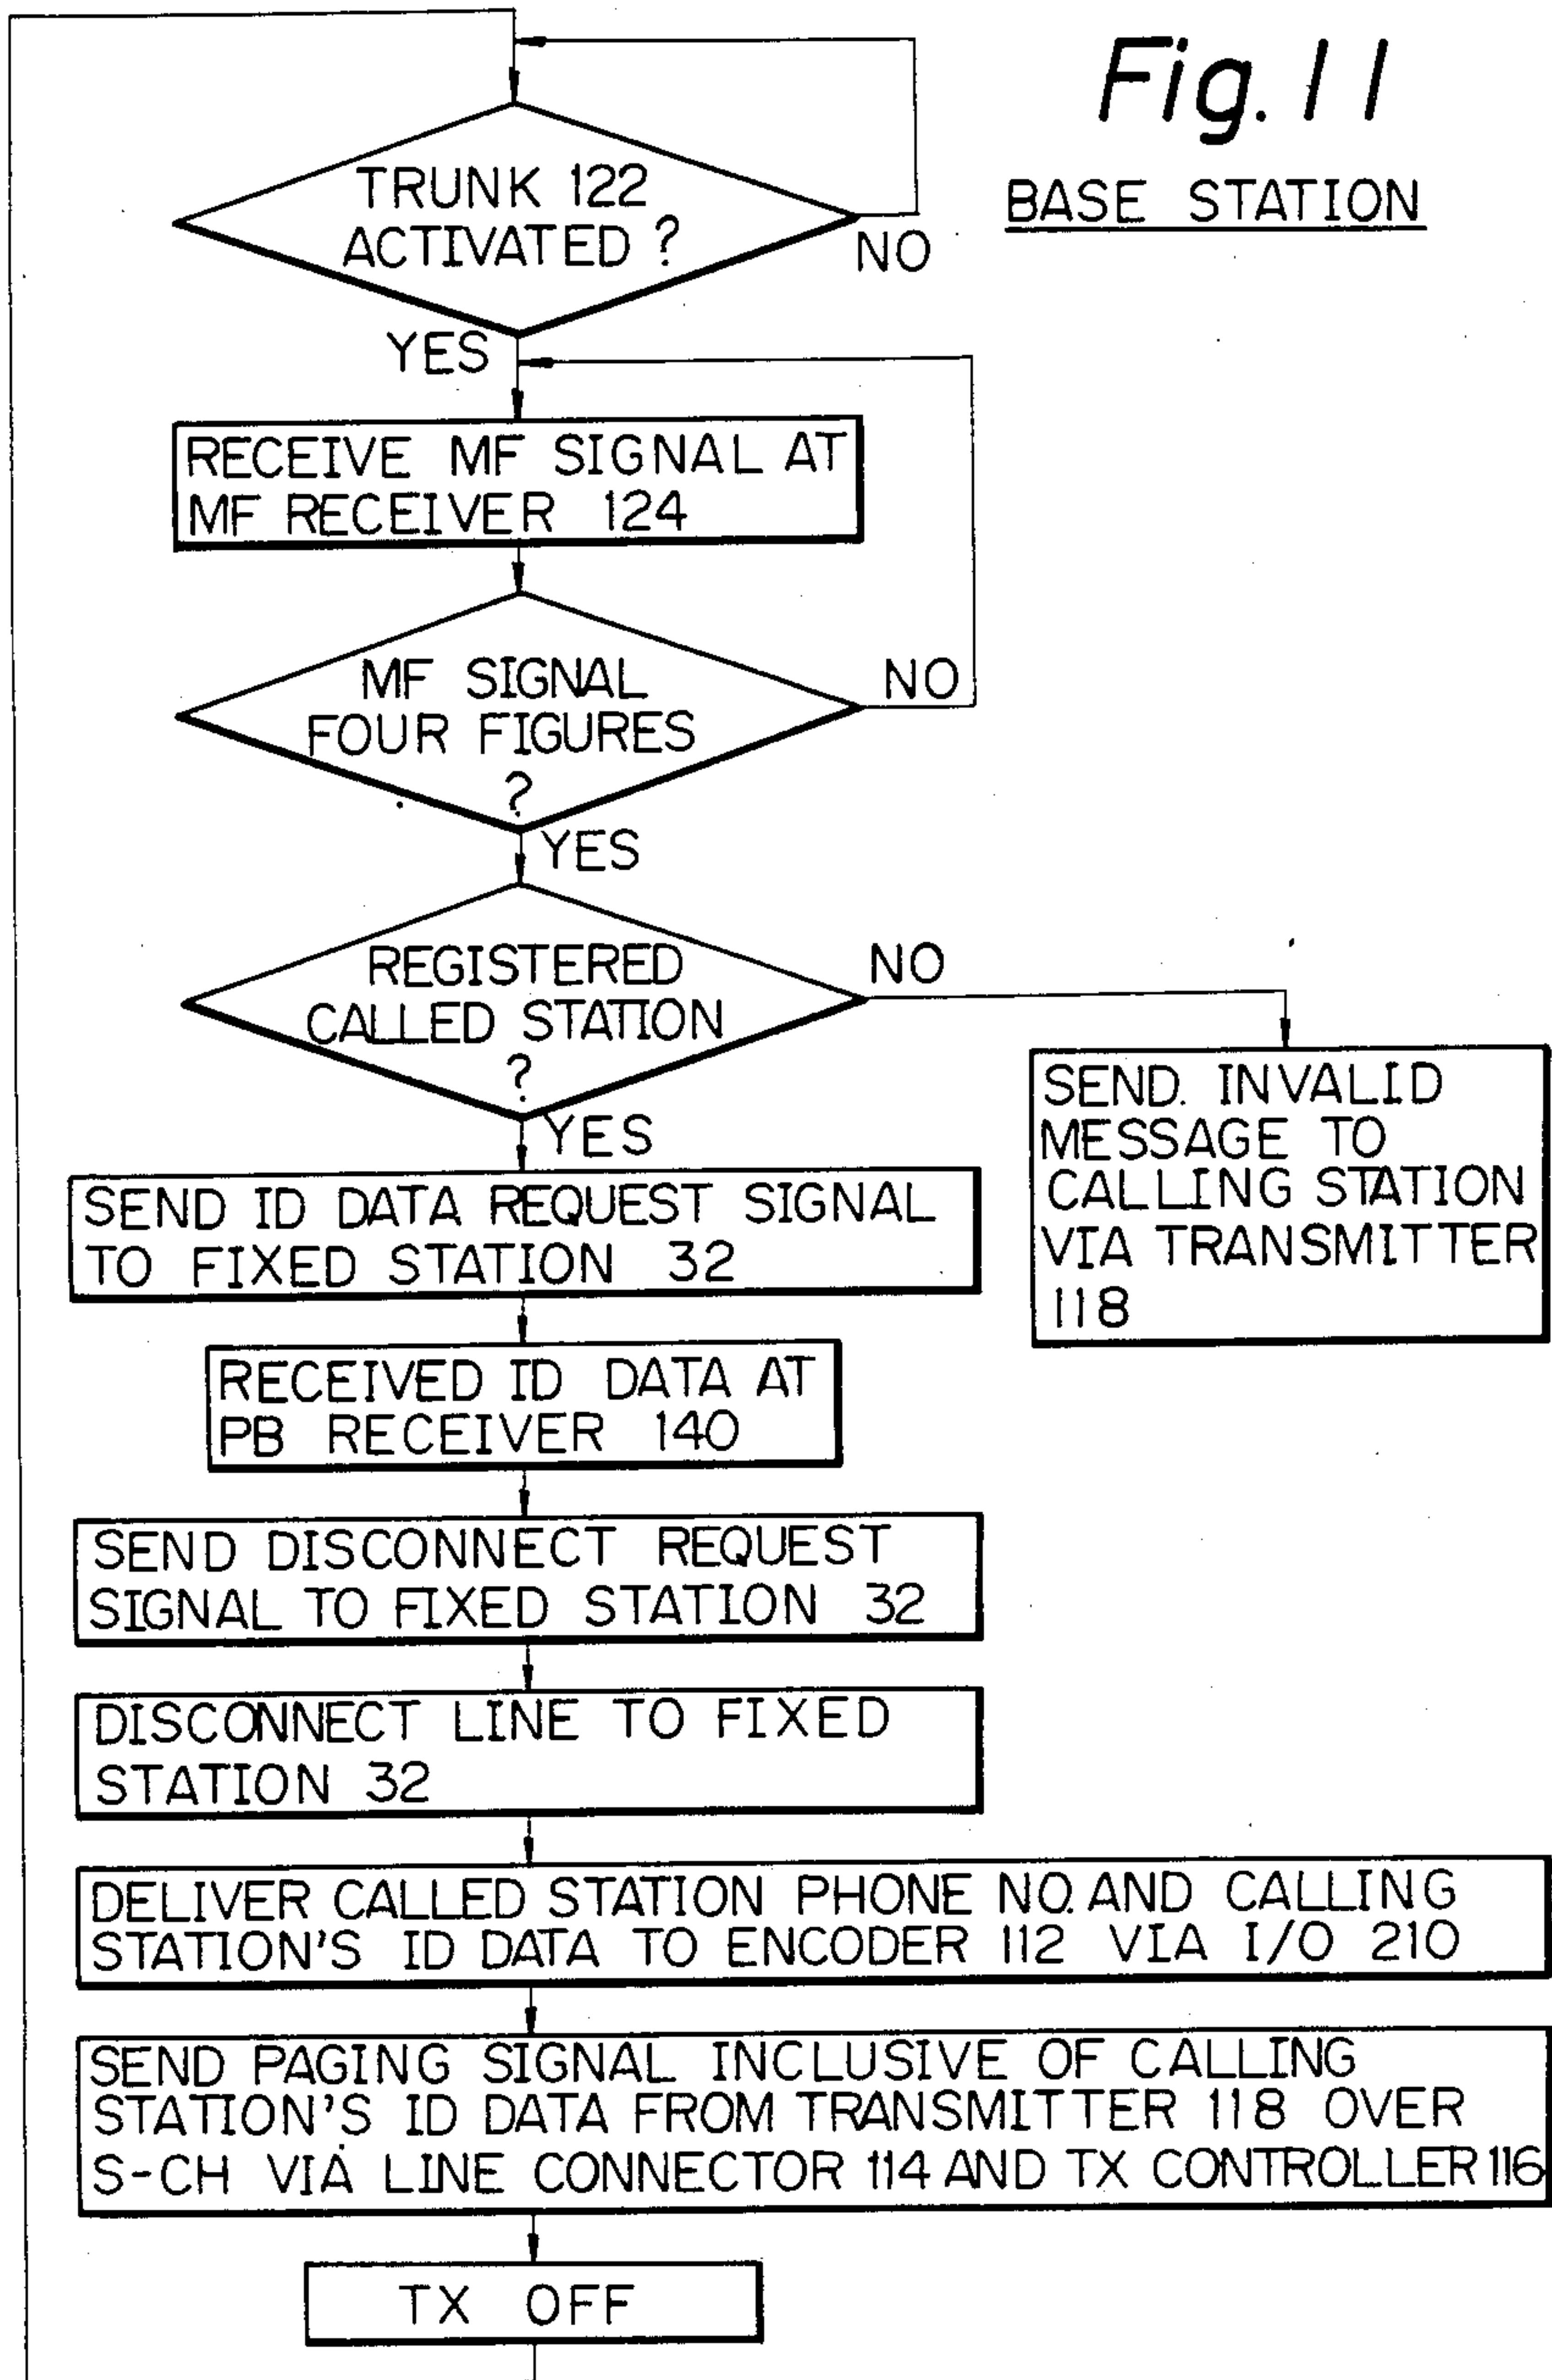 Fig. 11
BASE STATION
TRUNK 122
ACTIVATED ?
NO
YES
RECEIVE MF SIGNAL AT
MF RECEIVER 124
MF SIGNAL
FOUR FIGURES
?
NO
YES
REGISTERED
CALLED STATION
?
NO
YES
SEND. INVALID
MESSAGE TO
CALLING STATION
VIA TRANSMITTER
118
SEND ID DATA REQUEST SIGNAL
TO FIXED STATION 32
RECEIVED ID DATA AT
PB RECEIVER 140
SEND DISCONNECT REQUEST
SIGNAL TO FIXED STATION 32
DISCONNECT LINE TO FIXED
STATION 32
DELIVER CALLED STATION PHONE NO. AND CALLING
STATION'S ID DATA TO ENCODER 112 VIA I/O 210
SEND PAGING SIGNAL INCLUSIVE OF CALLING
STATION'S ID DATA FROM TRANSMITTER 118 OVER
S-CH VIA LINE CONNECTOR 114 AND TX CONTROLLER 116
TX OFF